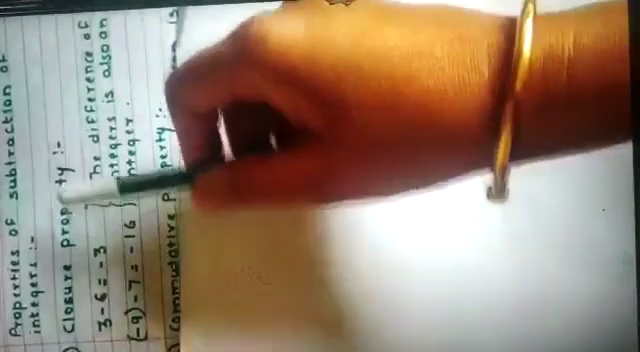 Properties of subtraction of
integers :-
) Closure property :-
3-6=-3 } The difference of
(-9)-7=-16 } integers is also an
integer.
) Commutative property :-